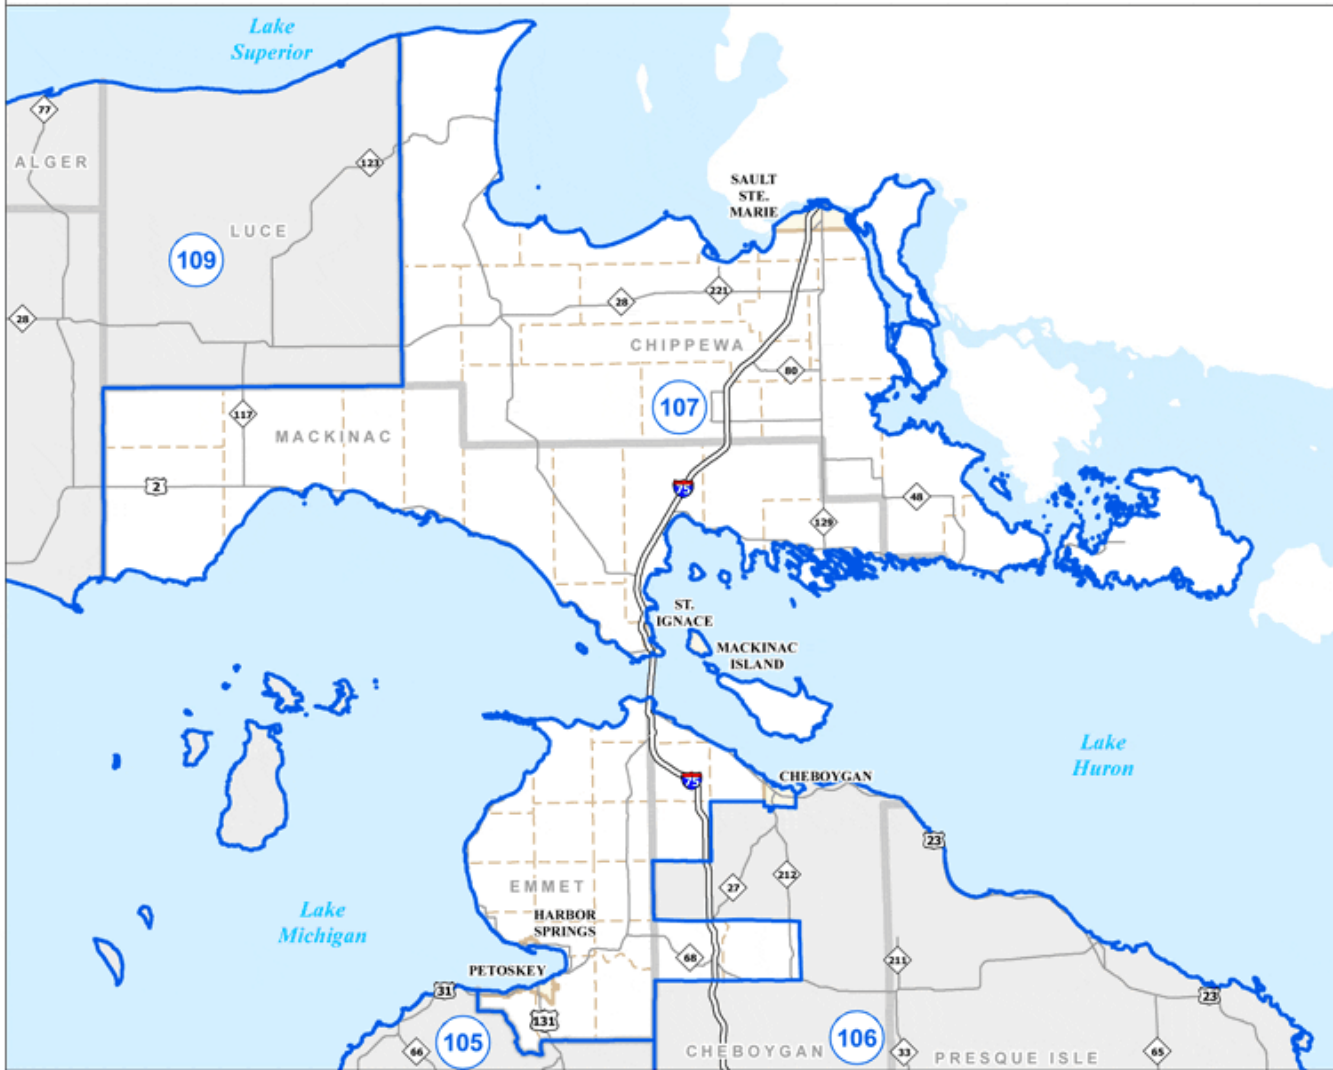 Lake
Superior
77
ALGER
123
SAULT
STE.
MARIE
LUCE
109
28
221
28
CHIPPEWA
80
107
117
MACKINAC
2
75
48
129
ST.
IGNACE
MACKINAC
ISLAND
Lake
Huron
75
CHEBOYGAN
23
27
212
EMMET
HARBOR
SPRINGS
Lake
Michigan
68
211
PETOSKEY
31
23
131
105
66
CHEBOYGAN
106
33
PRESQUE ISLE
65